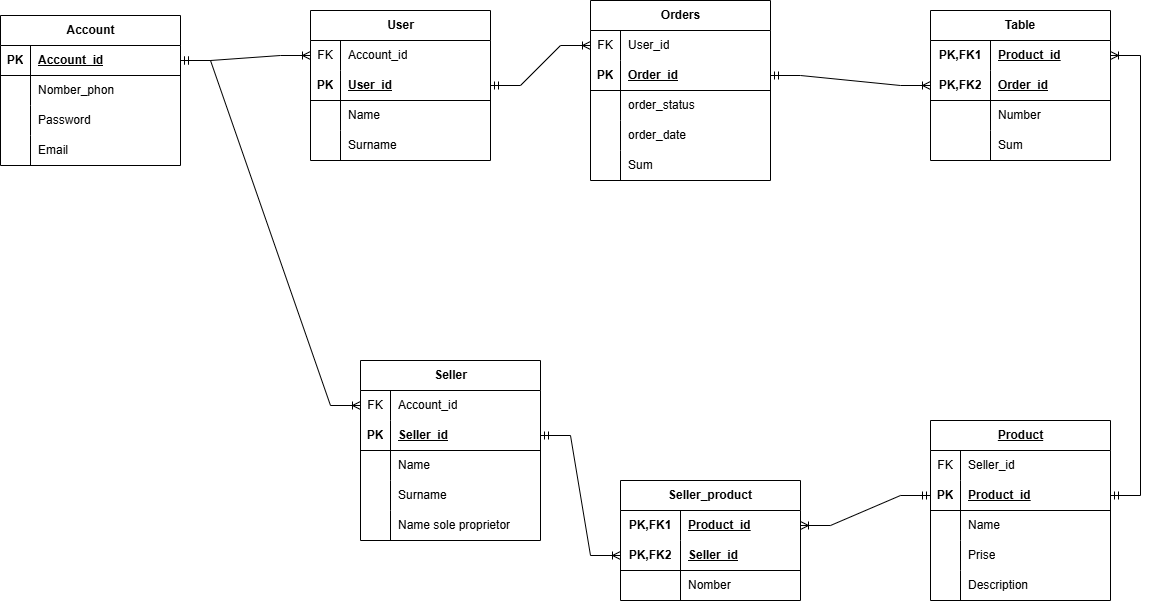 Account
PK Account_id
Nomber_phon
Password
Email
User
FK Account_id
PK User_id
Name
Surname
Orders
FK User_id
PK Order_id
order_status
order_date
Sum
Table
PK,FK1 Product_id
PK,FK2 Order_id
Number
Sum
Seller
FK Account_id
PK Seller_id
Name
Surname
Name sole proprietor
Seller_product
PK,FK1 Product_id
PK,FK2 Seller_id
Nomber
Product
FK Seller_id
PK Product_id
Name
Prise
Description